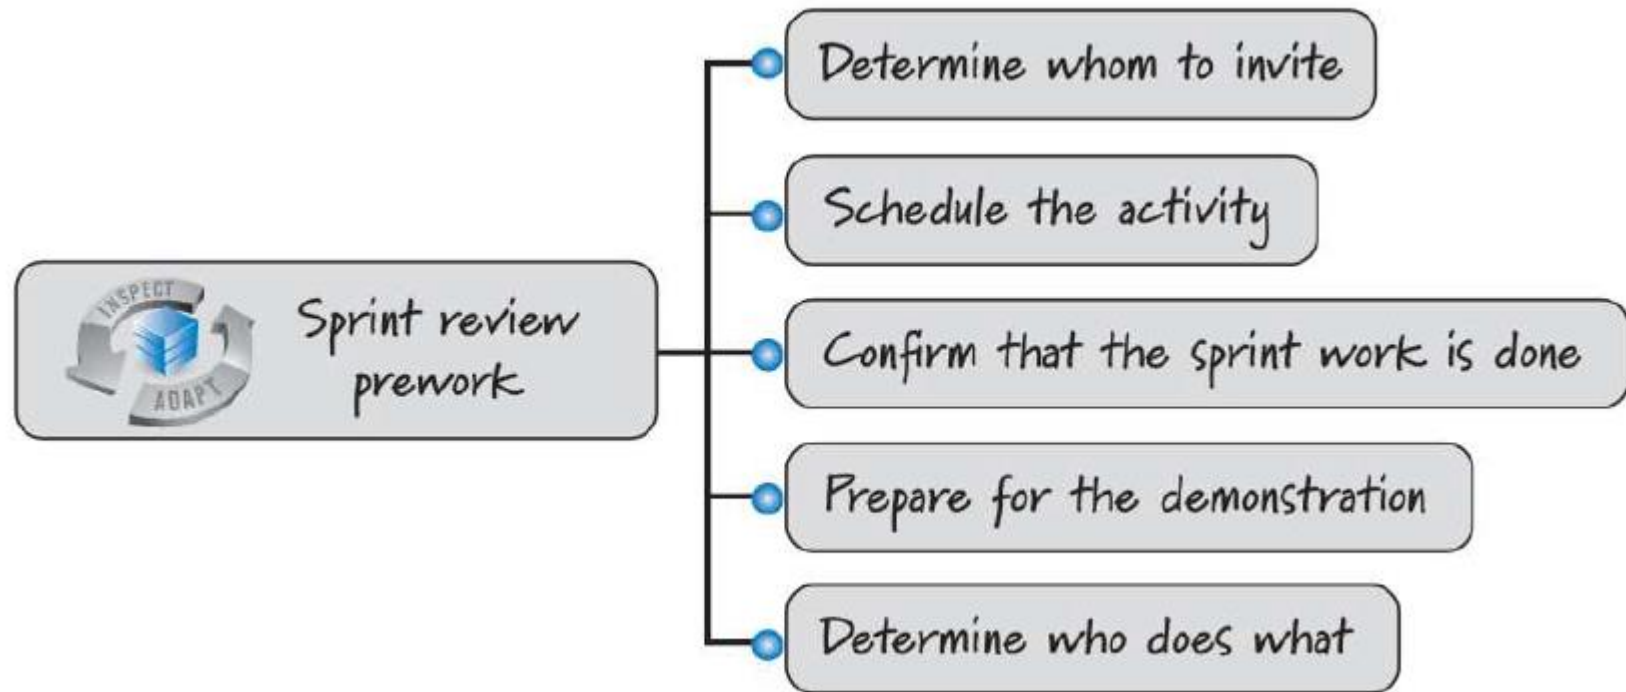 INSPECT
ADAPT
Sprint review
prework
Determine whom to invite
Schedule the activity
Confirm that the sprint work is done
Prepare for the demonstration
Determine who does what